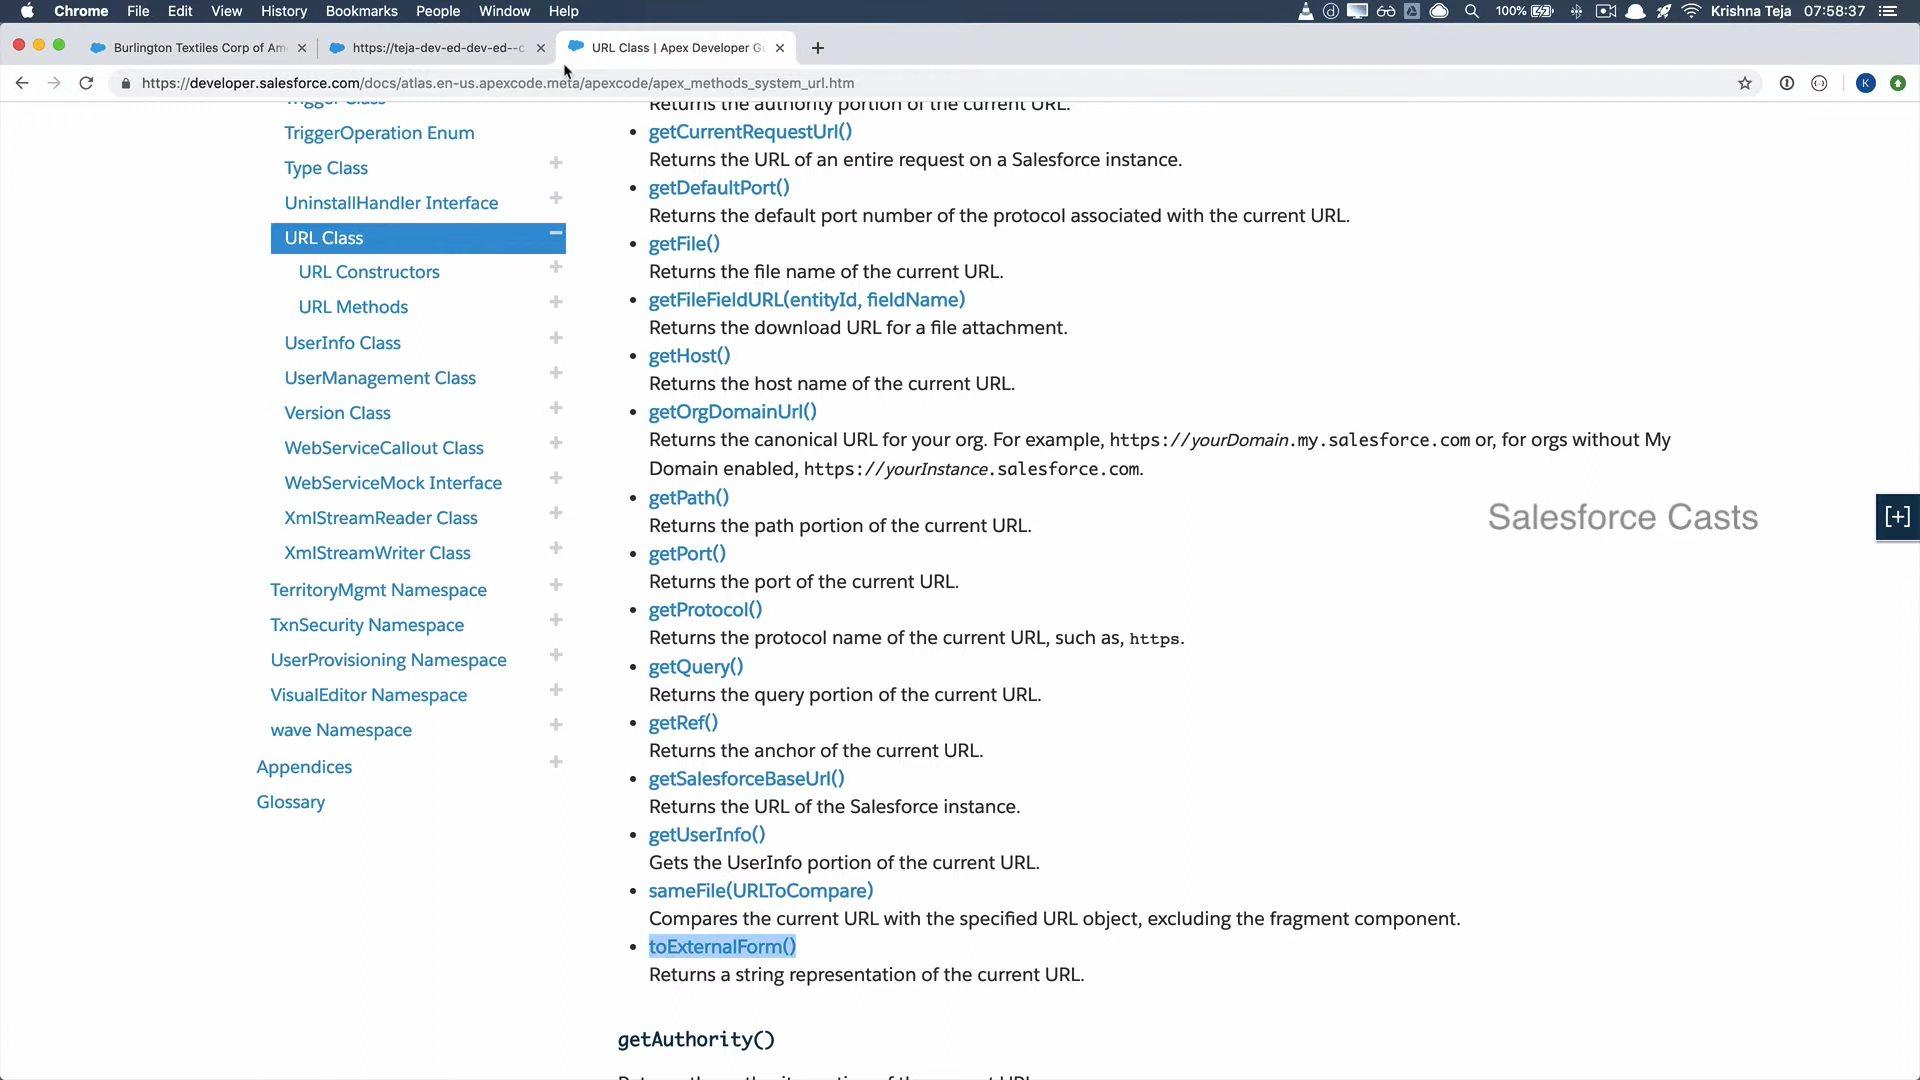 Chrome File Edit View History Bookmarks People Window Help 100% Krishna Teja 07:58:37
Burlington Textiles Corp of Am
https://teja-dev-ed-dev-ed--c
URL Class | Apex Developer G
https://developer.salesforce.com/docs/atlas.en-us.apexcode.meta/apexcode/apex_methods_system_url.htm
K
Trigger Class
TriggerOperation Enum
Type Class
UninstallHandler Interface
URL Class
URL Constructors
URL Methods
UserInfo Class
UserManagement Class
Version Class
WebServiceCallout Class
WebServiceMock Interface
XmlStreamReader Class
XmlStreamWriter Class
TerritoryMgmt Namespace
TxnSecurity Namespace
UserProvisioning Namespace
VisualEditor Namespace
wave Namespace
Appendices
Glossary
Returns the authority portion of the current URL.
• getCurrentRequestUrl()
Returns the URL of an entire request on a Salesforce instance.
• getDefaultPort()
Returns the default port number of the protocol associated with the current URL.
• getFile()
Returns the file name of the current URL.
• getFileFieldURL(entityId, fieldName)
Returns the download URL for a file attachment.
• getHost()
Returns the host name of the current URL.
• getOrgDomainUrl()
Returns the canonical URL for your org. For example, https://yourDomain.my.salesforce.com or, for orgs without My
Domain enabled, https://yourInstance.salesforce.com.
• getPath()
Returns the path portion of the current URL.
• getPort()
Returns the port of the current URL.
• getProtocol()
Returns the protocol name of the current URL, such as, https.
• getQuery()
Returns the query portion of the current URL.
• getRef()
Returns the anchor of the current URL.
• getSalesforceBaseUrl()
Returns the URL of the Salesforce instance.
• getUserInfo()
Gets the UserInfo portion of the current URL.
• sameFile(URLToCompare)
Compares the current URL with the specified URL object, excluding the fragment component.
• toExternalForm()
Returns a string representation of the current URL.
getAuthority()
Salesforce Casts
[+]